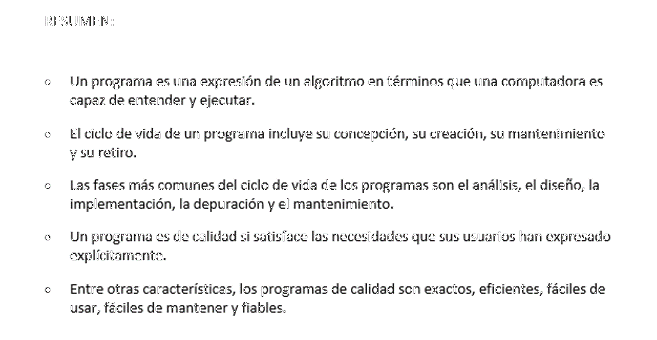 RESUMEN:
○ Un programa es una expresión de un algoritmo en términos que una computadora es
capaz de entender y ejecutar.
○ El ciclo de vida de un programa incluye su concepción, su creación, su mantenimiento
y su retiro.
○ Las fases más comunes del ciclo de vida de los programas son el análisis, el diseño, la
implementación, la depuración y el mantenimiento.
○ Un programa es de calidad si satisface las necesidades que sus usuarios han expresado
explícitamente.
○ Entre otras características, los programas de calidad son exactos, eficientes, fáciles de
usar, fáciles de mantener y fiables.